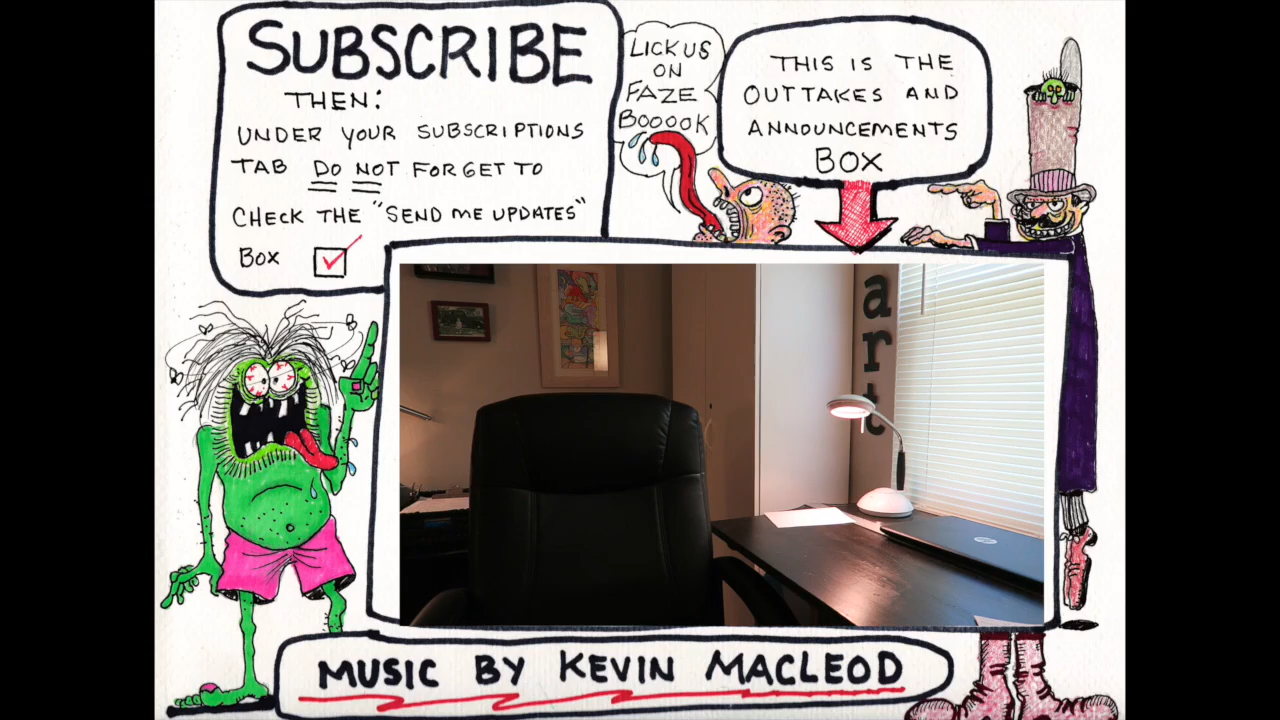 SUBSCRIBE
THEN:
UNDER YOUR SUBSCRIPTIONS
TAB DO NOT FORGET TO
CHECK THE "SEND ME UPDATES"
BOX
LICK US
ON
FAZE
BOOOOK
THIS IS THE
OUTTAKES AND
ANNOUNCEMENTS
BOX
art
hp
MUSIC BY KEVIN MACLEOD